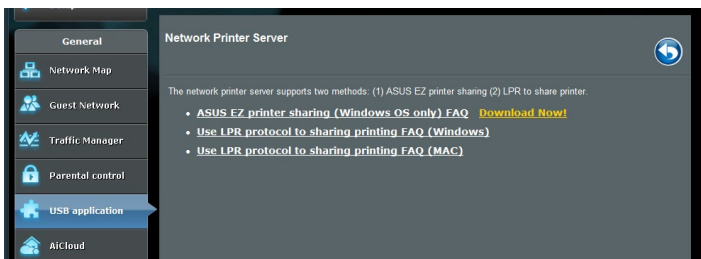 General
Network Map
Guest Network
Traffic Manager
Parental control
USB application
AiCloud
Network Printer Server
The network printer server supports two methods: (1) ASUS EZ printer sharing (2) LPR to share printer.
ASUS EZ printer sharing (Windows OS only) FAQ Download Now!
Use LPR protocol to sharing printing FAQ (Windows)
Use LPR protocol to sharing printing FAQ (MAC)